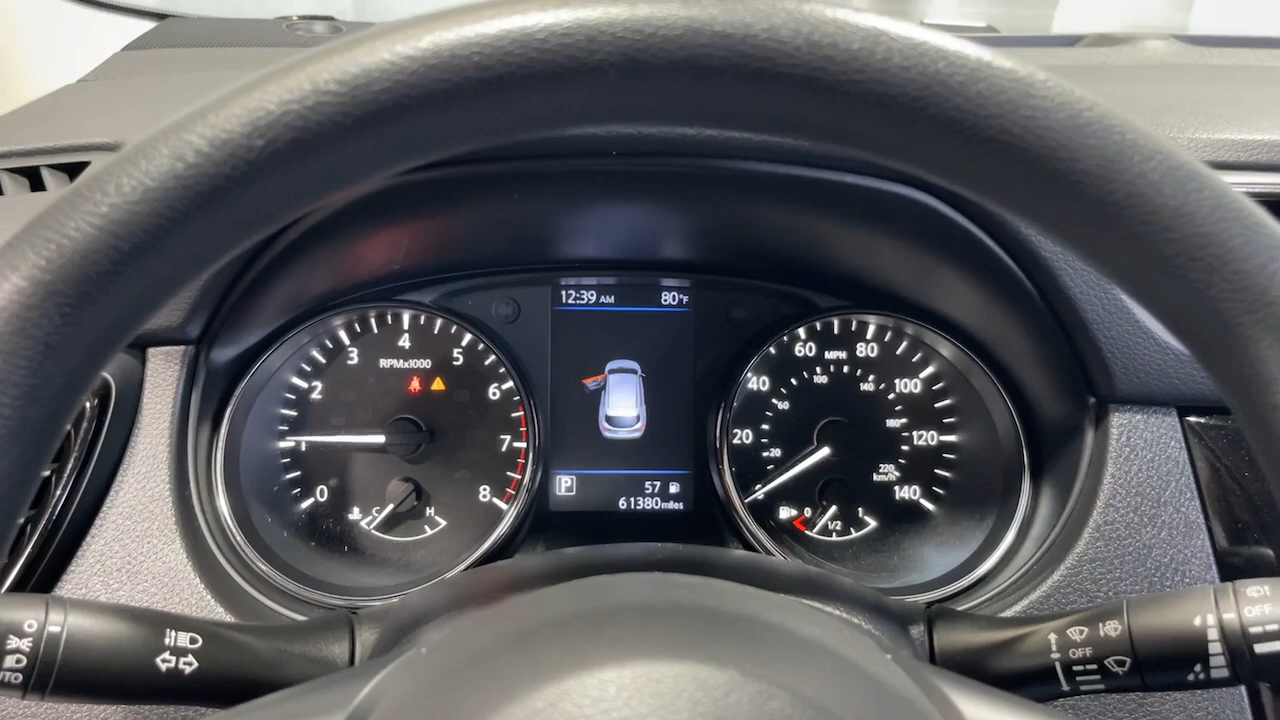 12:39 AM 80°F
4
3 5
RPMx1000
2 6
1 7
0 8
C H
P 57
61380 miles
60 MPH 80
100 140
40 100
60
180
20 120
20
220
km/h
140
0 1/2 1
AUTO
OFF
OFF